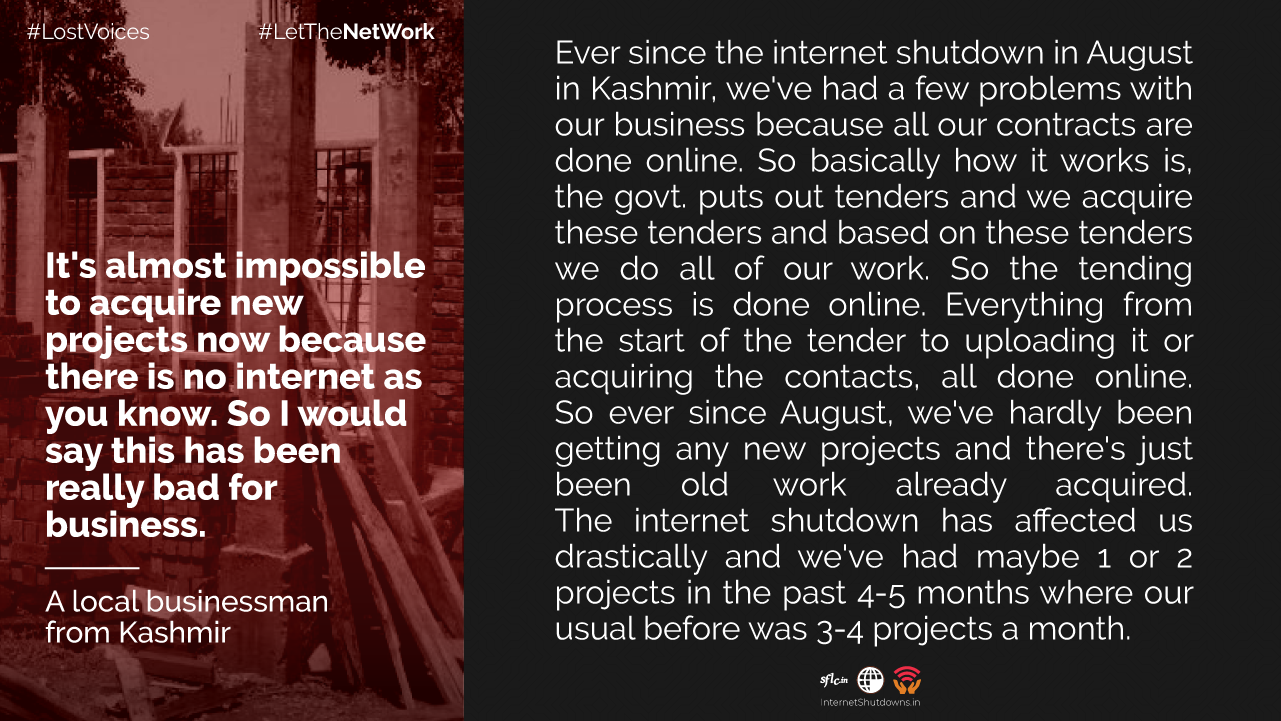 #LostVoices
#LetTheNetWork
It's almost impossible
to acquire new
projects now because
there is no internet as
you know. So I would
say this has been
really bad for
business.
A local businessman
from Kashmir
Ever since the internet shutdown in August
in Kashmir, we've had a few problems with
our business because all our contracts are
done online. So basically how it works is,
the govt. puts out tenders and we acquire
these tenders and based on these tenders
we do all of our work. So the tending
process is done online. Everything from
the start of the tender to uploading it or
acquiring the contacts, all done online.
So ever since August, we've hardly been
getting any new projects and there's just
been old work already acquired.
The internet shutdown has affected us
drastically and we've had maybe 1 or 2
projects in the past 4-5 months where our
usual before was 3-4 projects a month.
sflc.in
InternetShutdowns.in